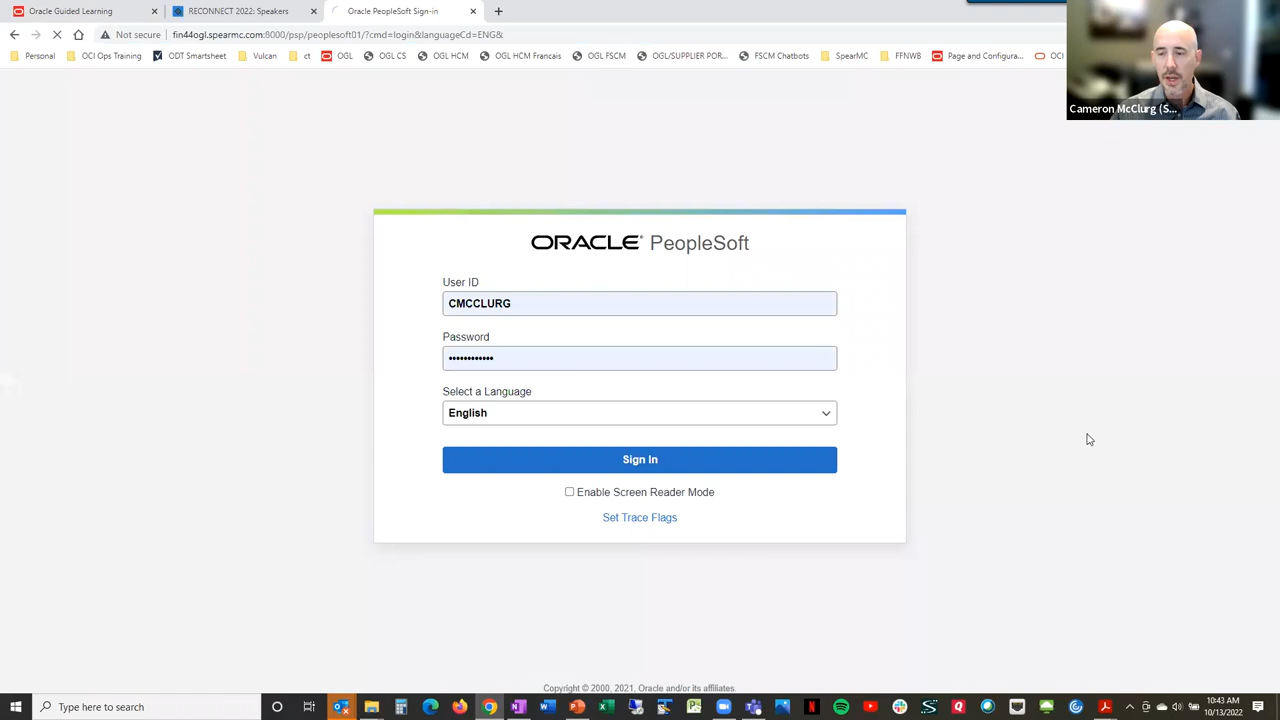 Oracle Guided Learning
RECONNECT 2022: Speakers
Oracle PeopleSoft Sign-in
Not secure
fin44ogl.spearmc.com:8000/psp/peoplesoft01/?cmd=login&languageCd=ENG&
Personal
OCI Ops Training
ODT Smartsheet
Vulcan
ct
OGL
OGL CS
OGL HCM
OGL HCM Francais
OGL FSCM
OGL/SUPPLIER POR...
FSCM Chatbots
SpearMC
FFNWB
Page and Configura...
OCI
Cameron McClurg (S...
ORACLE PeopleSoft
User ID
CMCCLURG
Password
••••••••••••
Select a Language
English
Sign In
Enable Screen Reader Mode
Set Trace Flags
Copyright © 2000, 2021, Oracle and/or its affiliates.
Type here to search
10:43 AM
10/13/2022